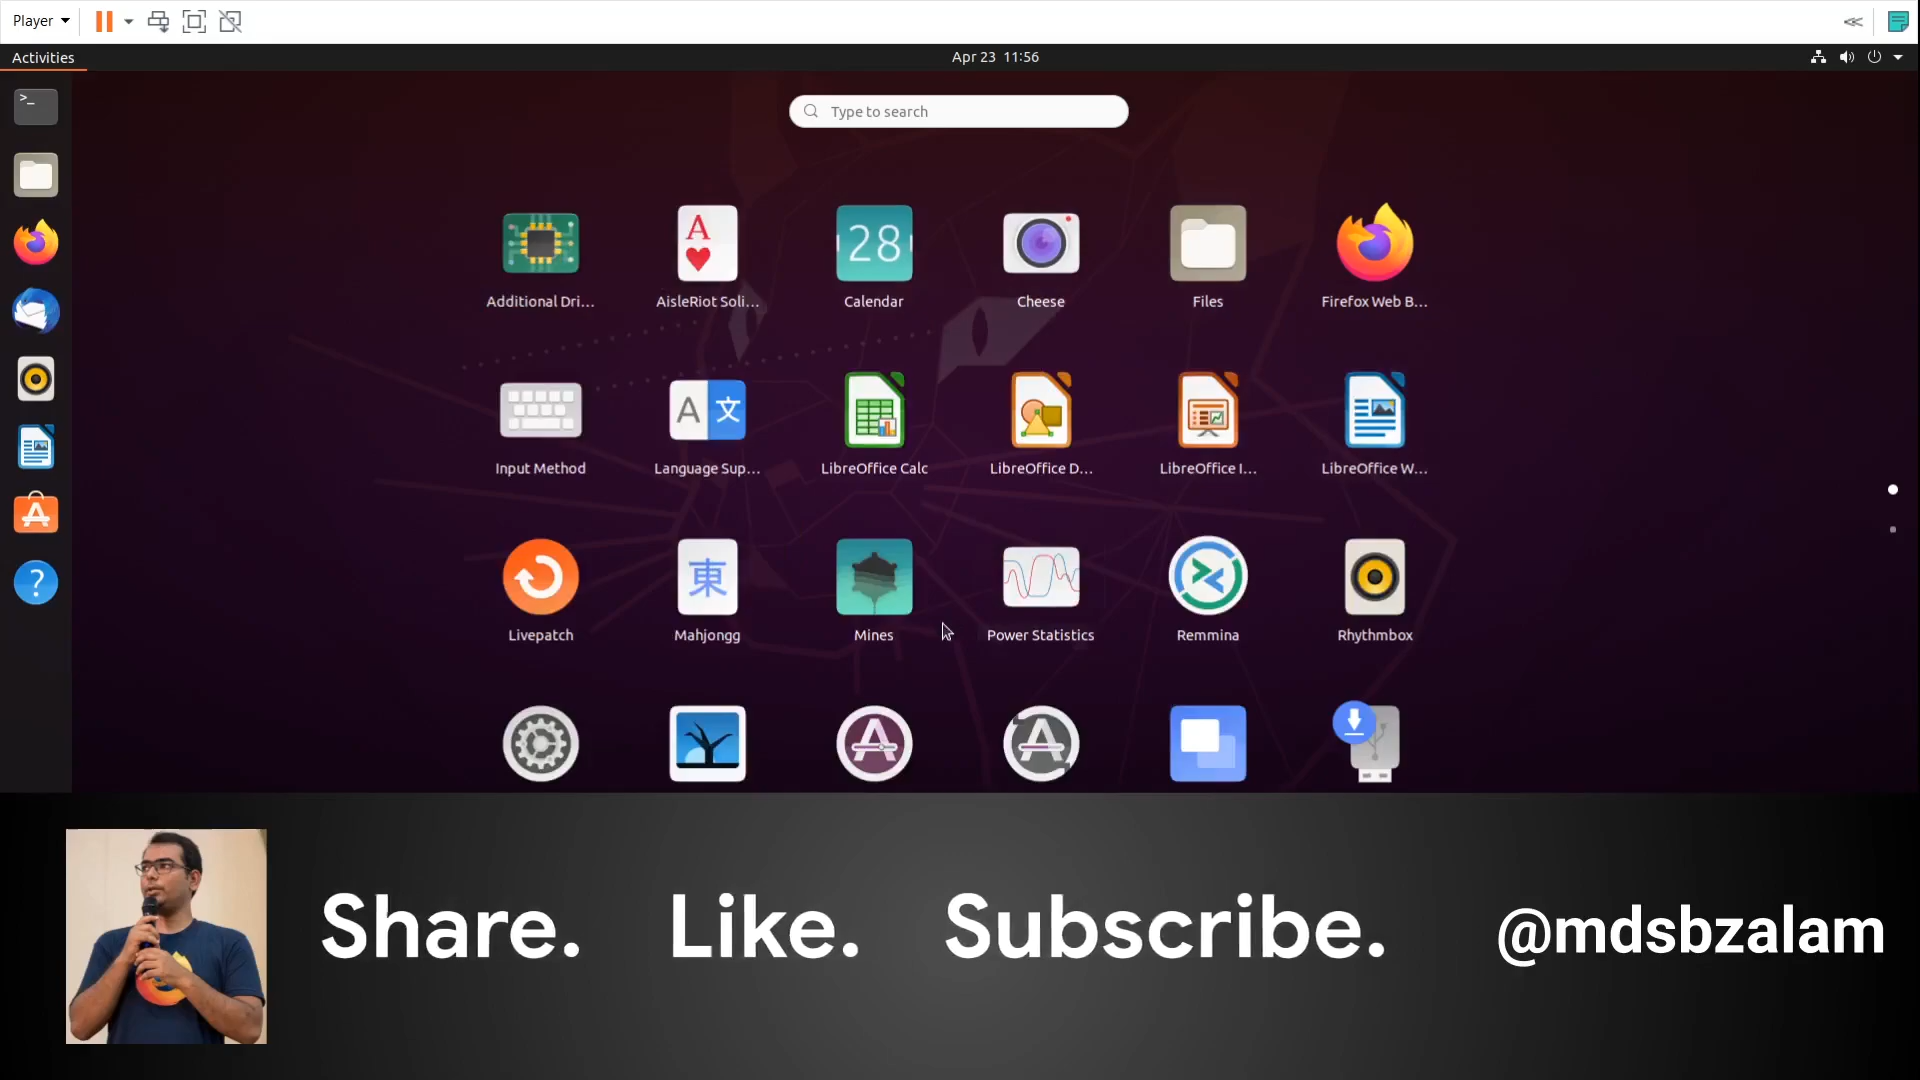 Player
Activities
Apr 23 11:56
>_
Type to search
A
28
Additional Dri...
AisleRiot Soli...
Calendar
Cheese
Files
Firefox Web B...
A 文
Input Method
Language Sup...
LibreOffice Calc
LibreOffice D...
LibreOffice I...
LibreOffice W...
?
東
Livepatch
Mahjongg
Mines
Power Statistics
Remmina
Rhythmbox
Share. Like. Subscribe. @mdsbzalam